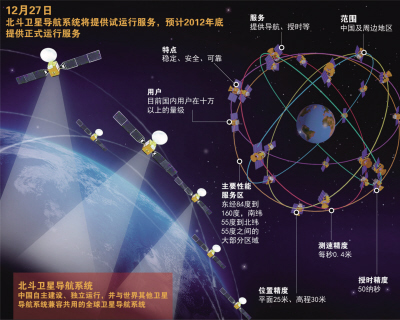 12月27日
北斗卫星导航系统将提供试运行服务，预计2012年底
提供正式运行服务
服务
提供导航、授时等
范围
中国及周边地区
特点
稳定、安全、可靠
用户
目前国内用户在十万
以上的量级
主要性能
服务区
东经84度到
160度，南纬
55度到北纬
55度之间的
大部分区域
测速精度
每秒0.4米
授时精度
50纳秒
位置精度
平面25米、高程30米
北斗卫星导航系统
中国自主建设、独立运行，并与世界其他卫星
导航系统兼容共用的全球卫星导航系统